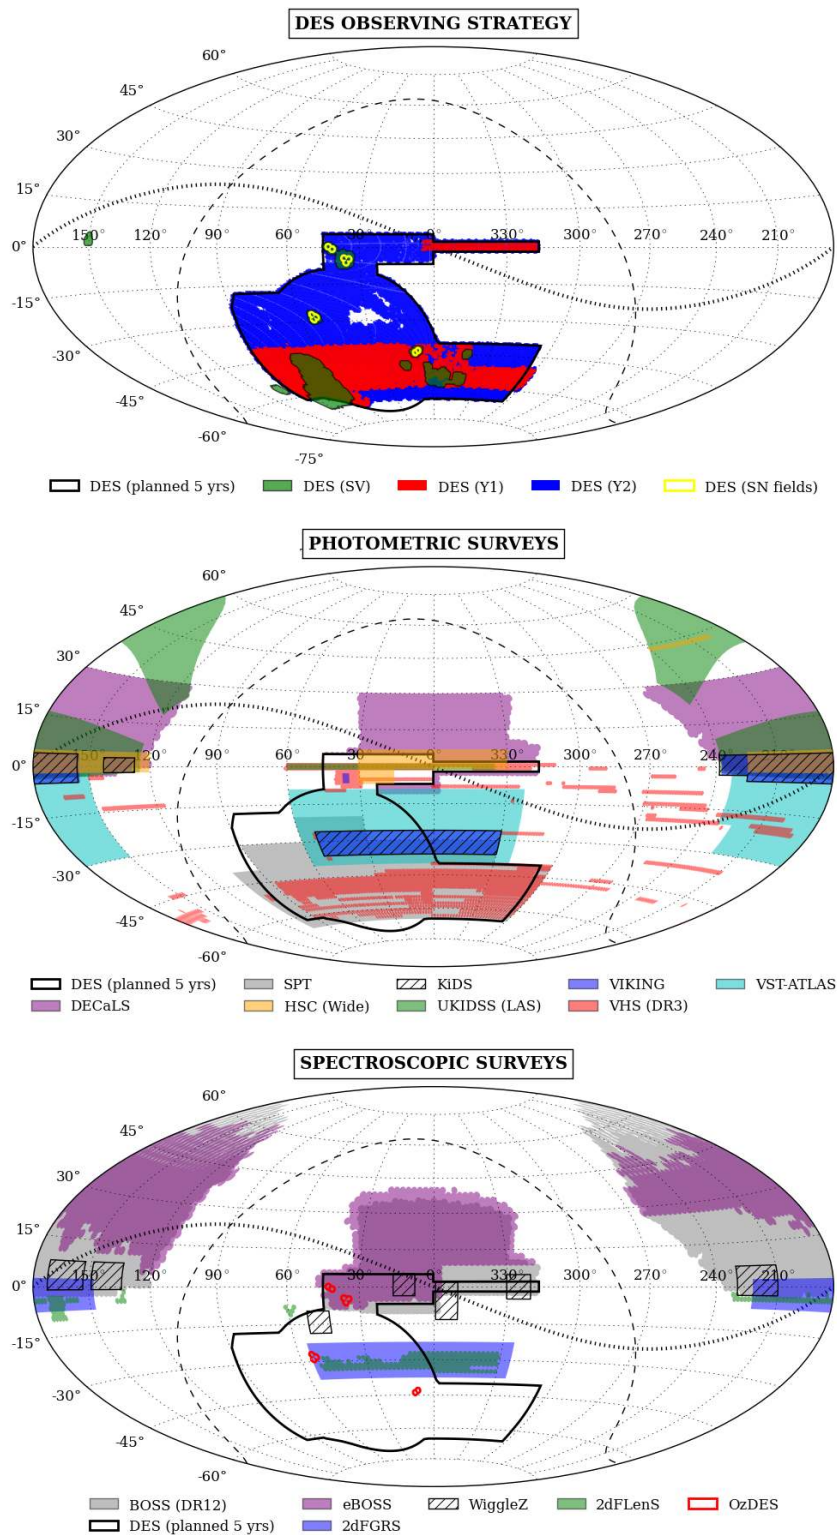 DES OBSERVING STRATEGY
60°
45°
30°
15°
0°
-15°
-30°
-45°
-60°
-75°
150° 120° 90° 60° 30° 0° 330° 300° 270° 240° 210°
DES (planned 5 yrs) DES (SV) DES (Y1) DES (Y2) DES (SN fields)
PHOTOMETRIC SURVEYS
60°
45°
30°
15°
0°
-15°
-30°
-45°
-60°
150° 120° 90° 60° 30° 0° 330° 300° 270° 240° 210°
DES (planned 5 yrs) SPT KiDS VIKING VST-ATLAS
DECaLS HSC (Wide) UKIDSS (LAS) VHS (DR3)
SPECTROSCOPIC SURVEYS
60°
45°
30°
15°
0°
-15°
-30°
-45°
-60°
150° 120° 90° 60° 30° 0° 330° 300° 270° 240° 210°
BOSS (DR12) eBOSS WiggleZ 2dFLenS OzDES
DES (planned 5 yrs) 2dFGRS